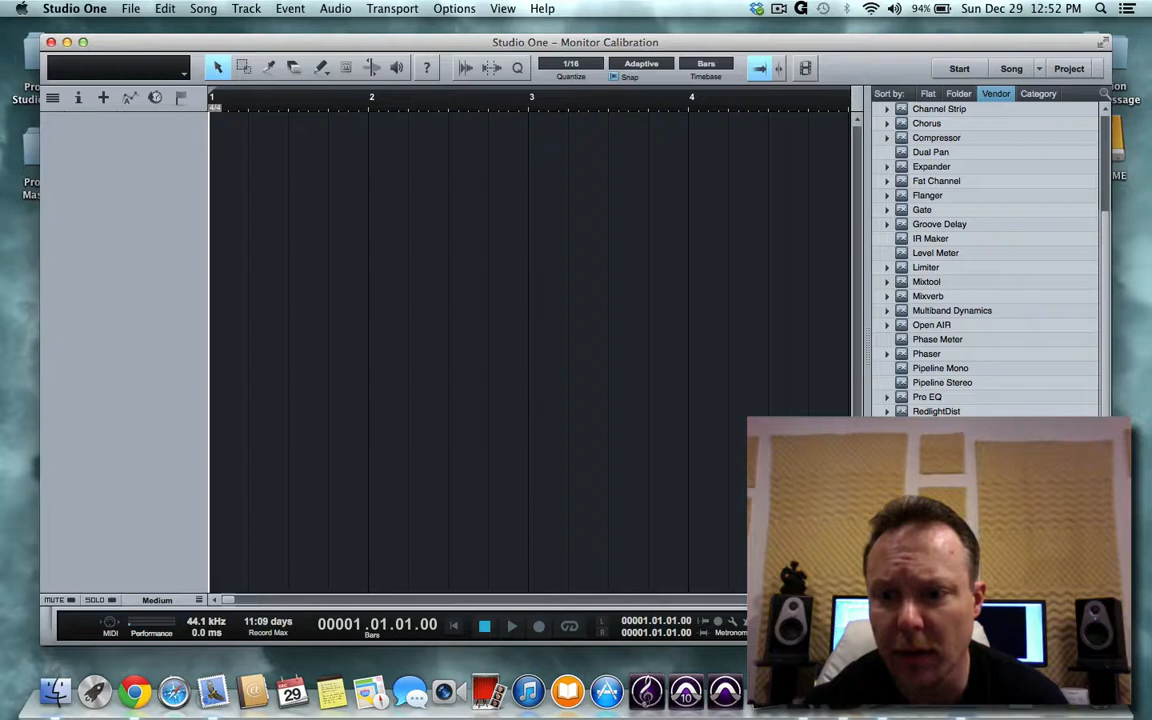 Studio One File Edit Song Track Event Audio Transport Options View Help 94% Sun Dec 29 12:52 PM
Studio One – Monitor Calibration
1/16 Adaptive Bars
Quantize Snap Timebase
Start Song Project
Sort by: Flat Folder Vendor Category
1 2 3 4
4/4
Channel Strip
Chorus
Compressor
Dual Pan
Expander
Fat Channel
Flanger
Gate
Groove Delay
IR Maker
Level Meter
Limiter
Mixtool
Mixverb
Multiband Dynamics
Open AIR
Phase Meter
Phaser
Pipeline Mono
Pipeline Stereo
Pro EQ
RedlightDist
MUTE SOLO Medium
MIDI Performance
44.1 kHz
0.0 ms
11:09 days
Record Max
00001.01.01.00
Bars
L 00001.01.01.00
R 00001.01.01.00
29
10